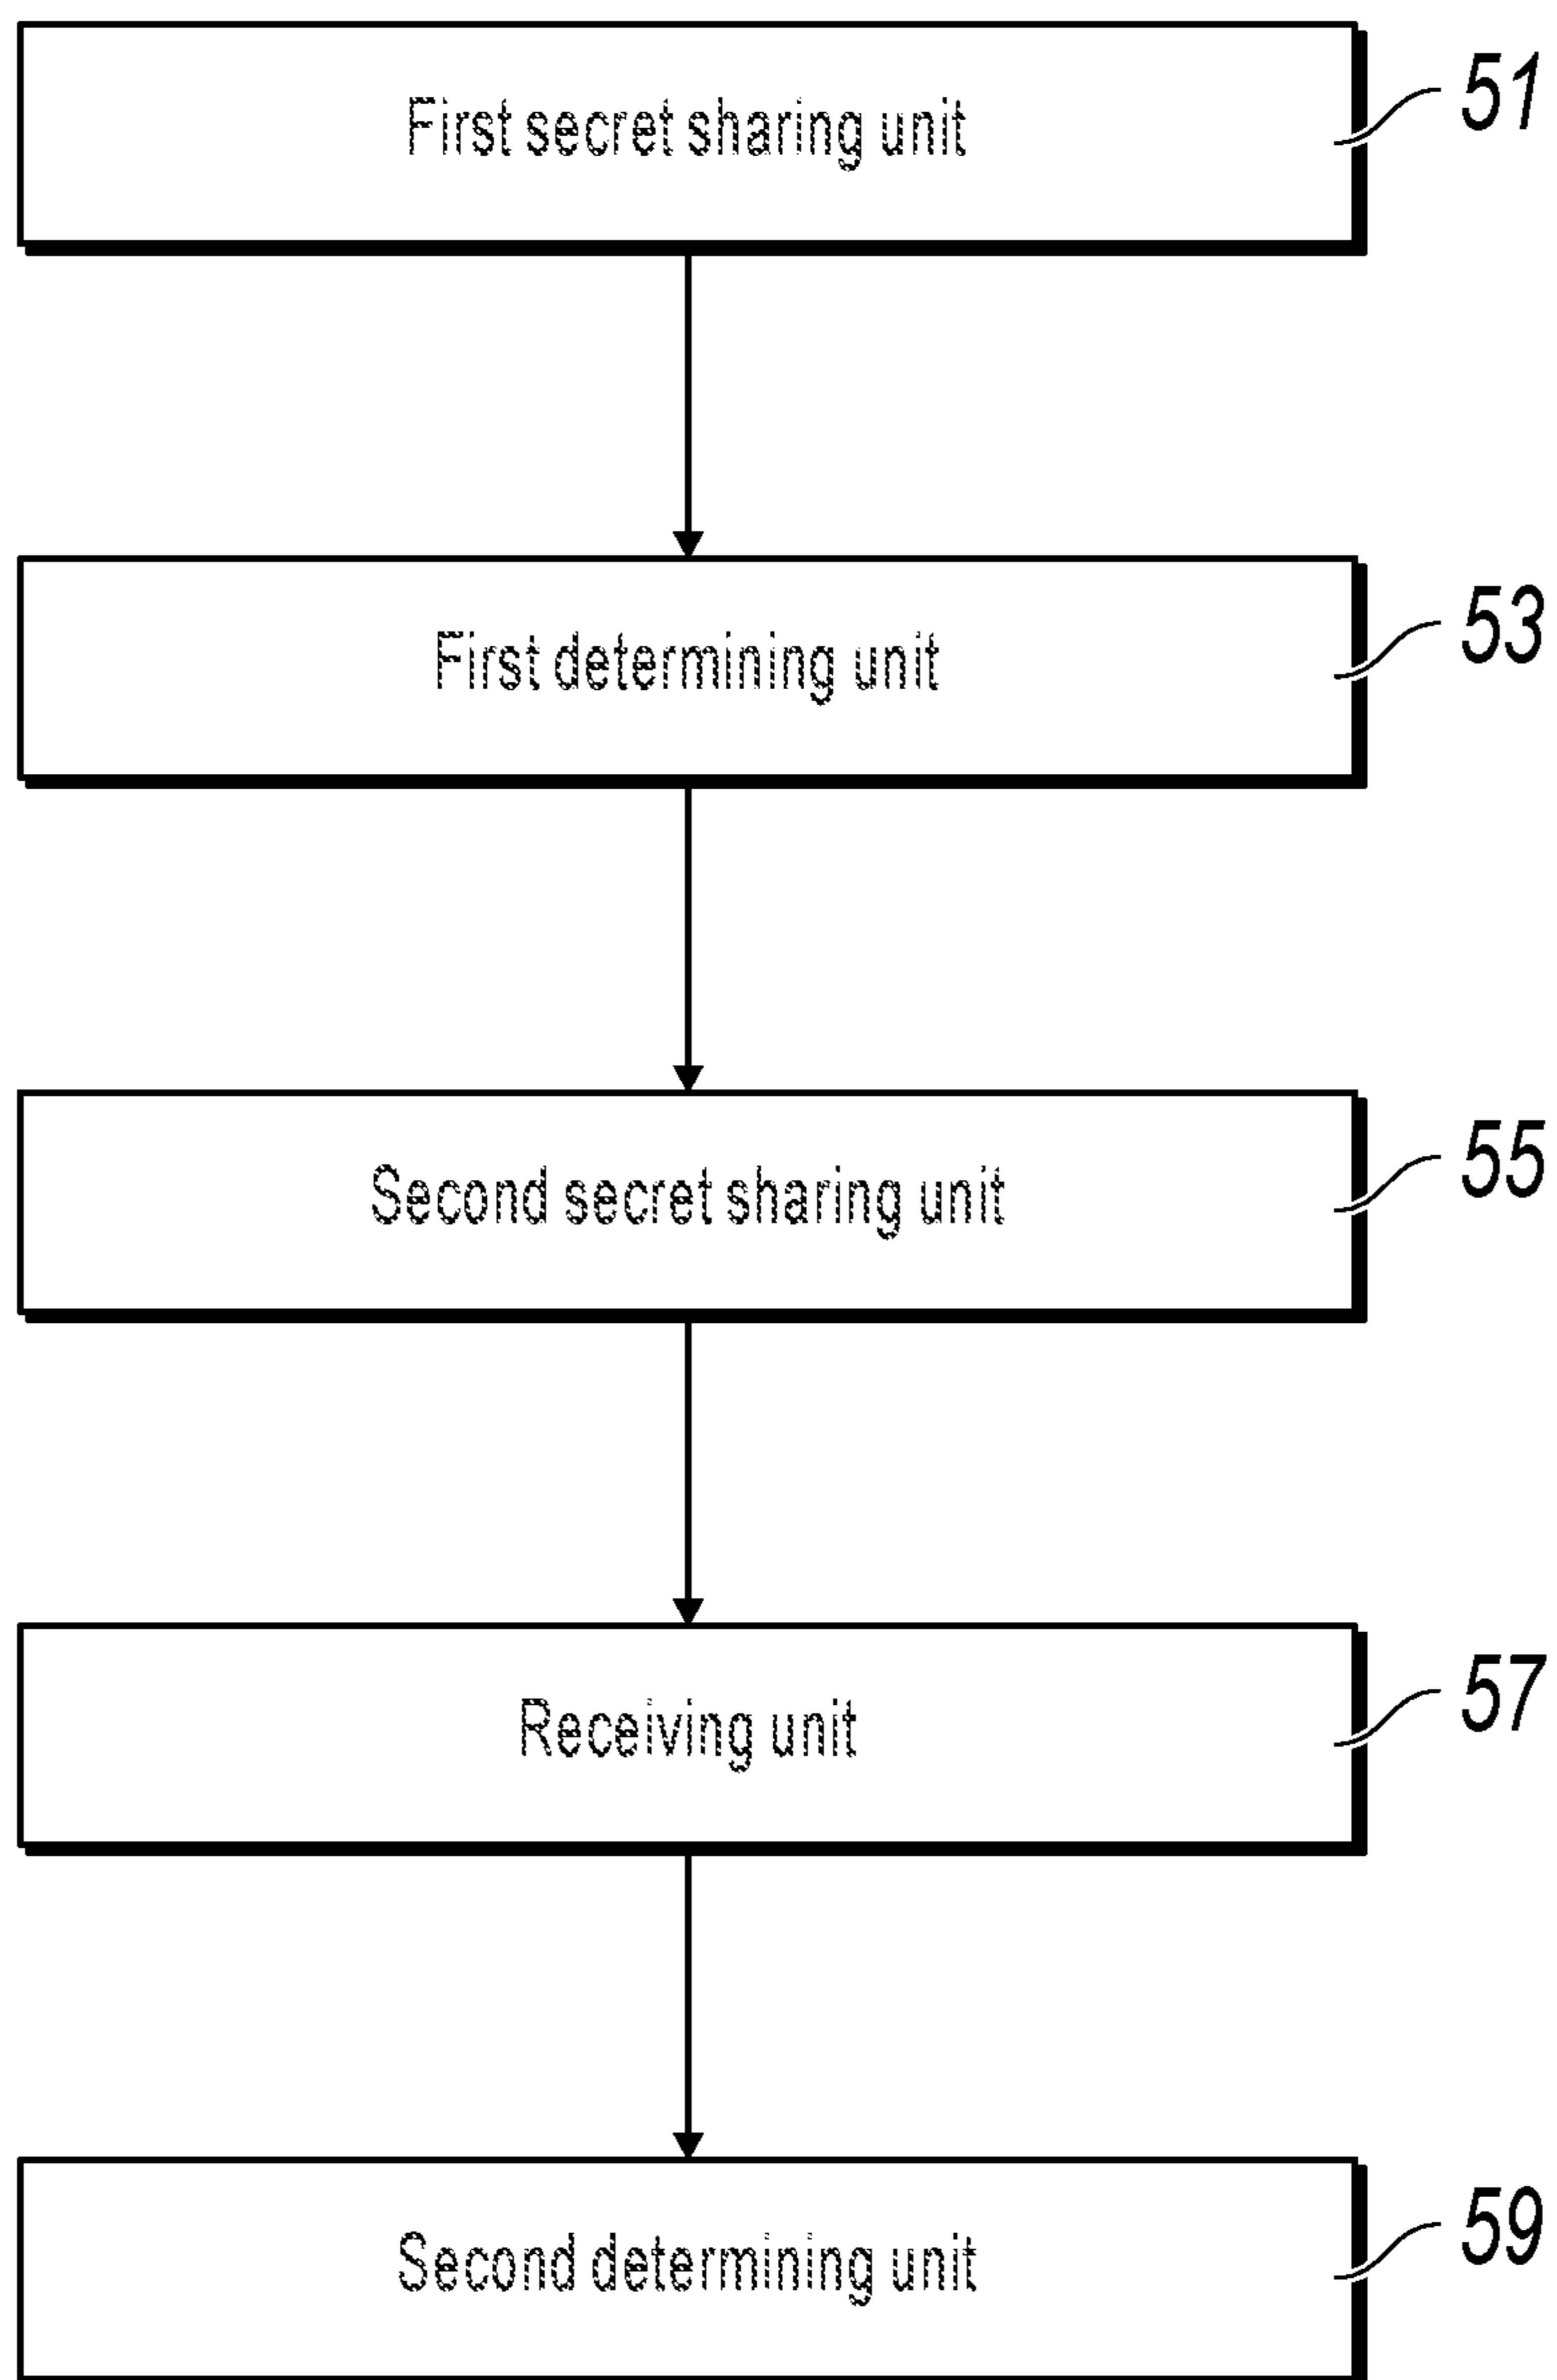 First secret sharing unit
51
First determining unit
53
Second secret sharing unit
55
Receiving unit
57
Second determining unit
59